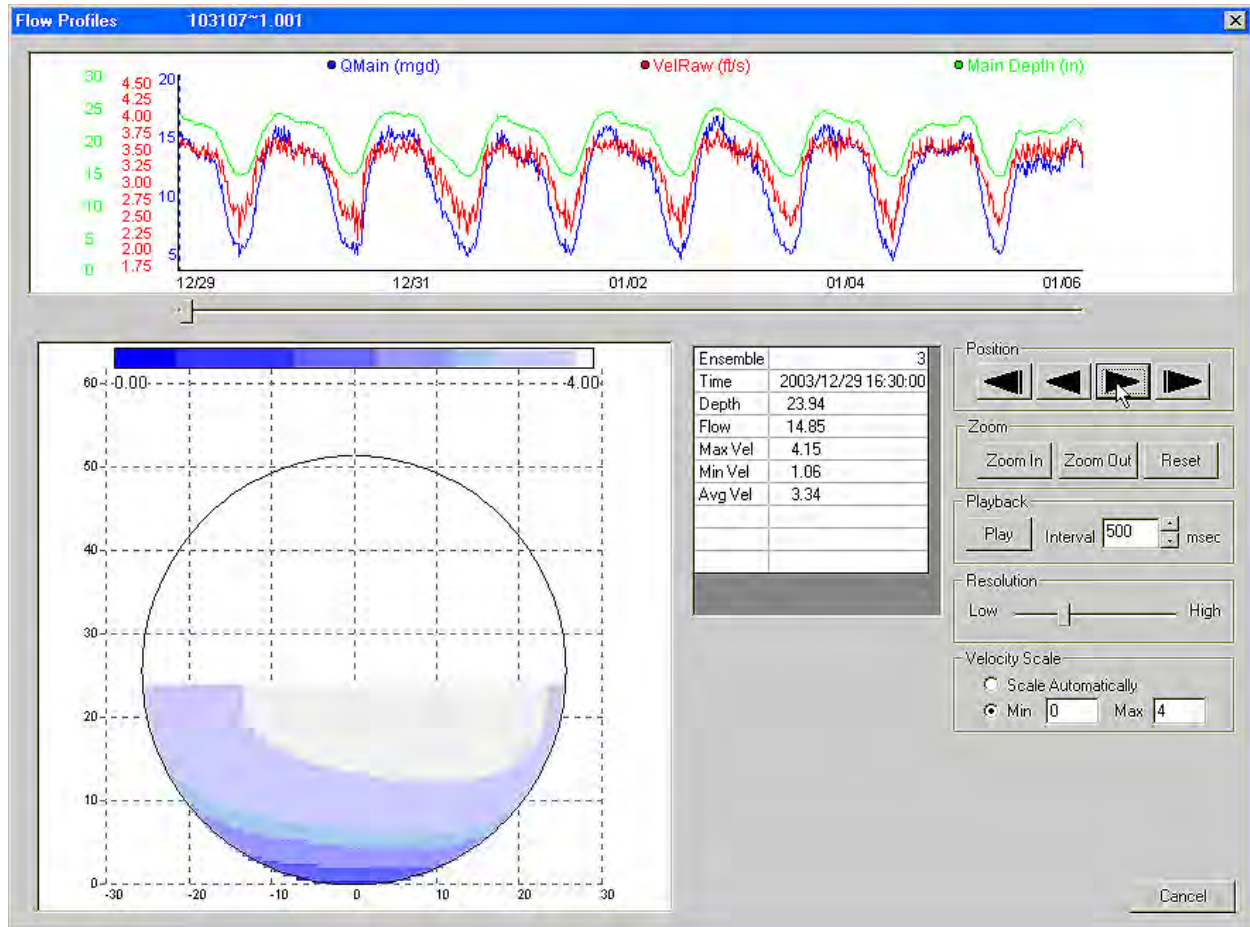 Flow Profiles 103107~1.001
QMain (mgd) VelRaw (ft/s) Main Depth (in)
30
25
20
15
10
5
0
4.50
4.25
4.00
3.75
3.50
3.25
3.00
2.75
2.50
2.25
2.00
1.75
20
15
10
5
12/29 12/31 01/02 01/04 01/06
-0.00 -4.00
60
50
40
30
20
10
0
-30 -20 -10 0 10 20 30
Ensemble 3
Time 2003/12/29 16:30:00
Depth 23.94
Flow 14.85
Max Vel 4.15
Min Vel 1.06
Avg Vel 3.34
Position
Zoom
Zoom In Zoom Out Reset
Playback
Play Interval 500 msec
Resolution
Low High
Velocity Scale
Scale Automatically
Min 0 Max 4
Cancel